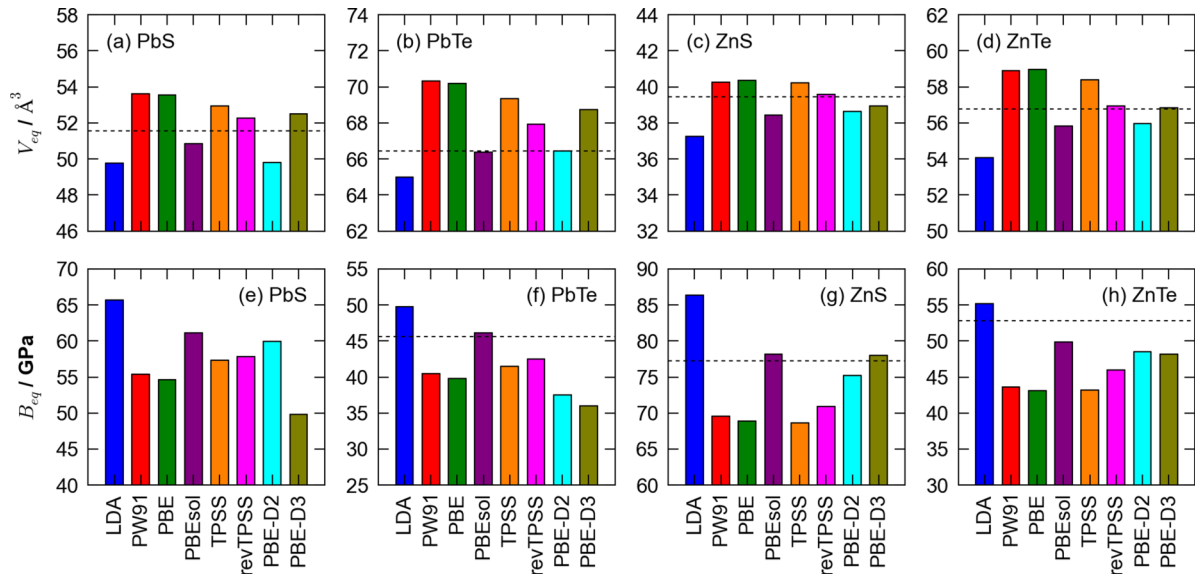 58
56
54
52
50
48
46
(a) PbS
V_eq / Å³
72
70
68
66
64
62
(b) PbTe
44
42
40
38
36
34
32
(c) ZnS
62
60
58
56
54
52
50
(d) ZnTe
70
65
60
55
50
45
40
(e) PbS
B_eq / GPa
55
50
45
40
35
30
25
(f) PbTe
90
85
80
75
70
65
60
(g) ZnS
60
55
50
45
40
35
30
(h) ZnTe
LDA
PW91
PBE
PBEsol
TPSS
revTPSS
PBE-D2
PBE-D3
LDA
PW91
PBE
PBEsol
TPSS
revTPSS
PBE-D2
PBE-D3
LDA
PW91
PBE
PBEsol
TPSS
revTPSS
PBE-D2
PBE-D3
LDA
PW91
PBE
PBEsol
TPSS
revTPSS
PBE-D2
PBE-D3